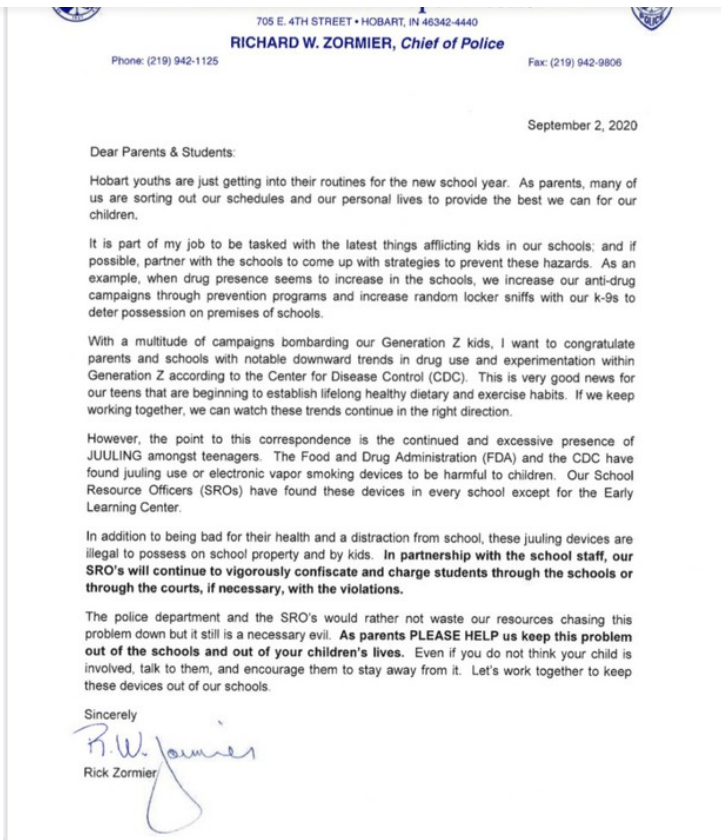 705 E. 4TH STREET • HOBART, IN 46342-4440
RICHARD W. ZORMIER, Chief of Police
Phone: (219) 942-1125
Fax: (219) 942-9806
September 2, 2020
Dear Parents & Students:
Hobart youths are just getting into their routines for the new school year. As parents, many of
us are sorting out our schedules and our personal lives to provide the best we can for our
children.
It is part of my job to be tasked with the latest things afflicting kids in our schools; and if
possible, partner with the schools to come up with strategies to prevent these hazards. As an
example, when drug presence seems to increase in the schools, we increase our anti-drug
campaigns through prevention programs and increase random locker sniffs with our k-9s to
deter possession on premises of schools.
With a multitude of campaigns bombarding our Generation Z kids, I want to congratulate
parents and schools with notable downward trends in drug use and experimentation within
Generation Z according to the Center for Disease Control (CDC). This is very good news for
our teens that are beginning to establish lifelong healthy dietary and exercise habits. If we keep
working together, we can watch these trends continue in the right direction.
However, the point to this correspondence is the continued and excessive presence of
JUULING amongst teenagers. The Food and Drug Administration (FDA) and the CDC have
found juuling use or electronic vapor smoking devices to be harmful to children. Our School
Resource Officers (SROs) have found these devices in every school except for the Early
Learning Center.
In addition to being bad for their health and a distraction from school, these juuling devices are
illegal to possess on school property and by kids. In partnership with the school staff, our
SRO's will continue to vigorously confiscate and charge students through the schools or
through the courts, if necessary, with the violations.
The police department and the SRO's would rather not waste our resources chasing this
problem down but it still is a necessary evil. As parents PLEASE HELP us keep this problem
out of the schools and out of your children's lives. Even if you do not think your child is
involved, talk to them, and encourage them to stay away from it. Let's work together to keep
these devices out of our schools.
Sincerely
R.W. Zormier
Rick Zormier